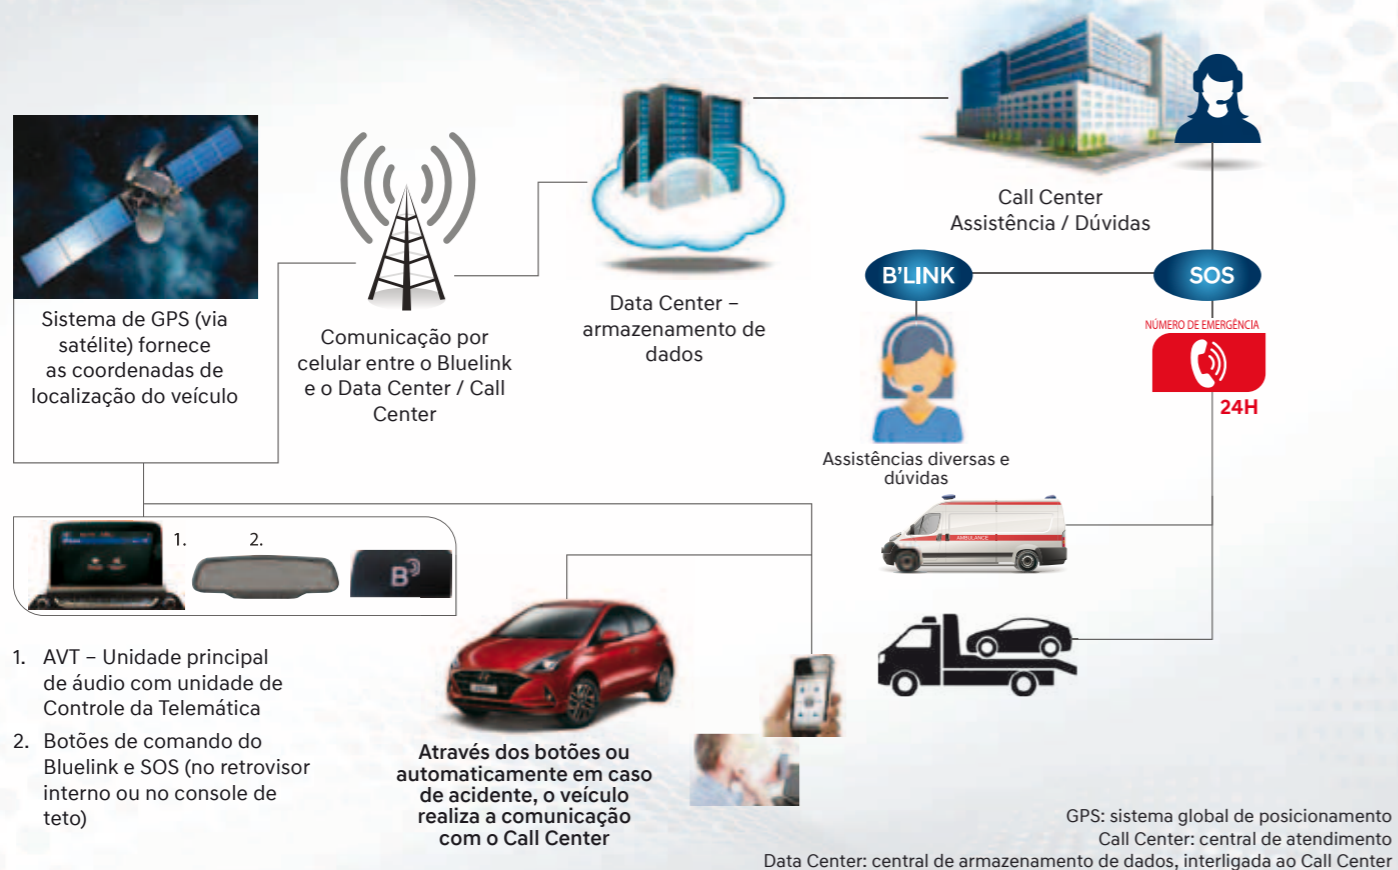 Sistema de GPS (via
satélite) fornece
as coordenadas de
localização do veículo
Comunicação por
celular entre o Bluelink
e o Data Center / Call
Center
Data Center –
armazenamento de
dados
Call Center
Assistência / Dúvidas
B'LINK
SOS
NÚMERO DE EMERGÊNCIA
24H
Assistências diversas e
dúvidas
AMBULANCE
1.
2.
B
1. AVT – Unidade principal
de áudio com unidade de
Controle da Telemática
2. Botões de comando do
Bluelink e SOS (no retrovisor
interno ou no console de
teto)
Através dos botões ou
automaticamente em caso
de acidente, o veículo
realiza a comunicação
com o Call Center
GPS: sistema global de posicionamento
Call Center: central de atendimento
Data Center: central de armazenamento de dados, interligada ao Call Center